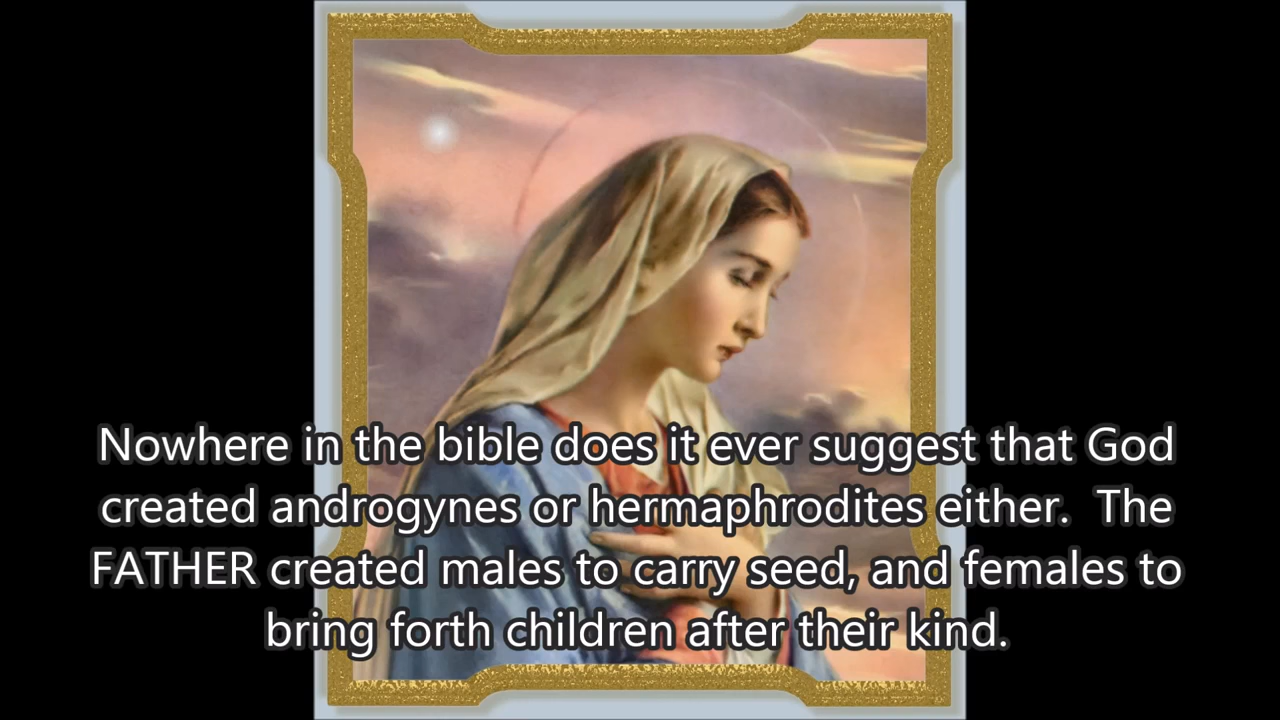 Nowhere in the bible does it ever suggest that God
created androgynes or hermaphrodites either.  The
FATHER created males to carry seed, and females to
bring forth children after their kind.